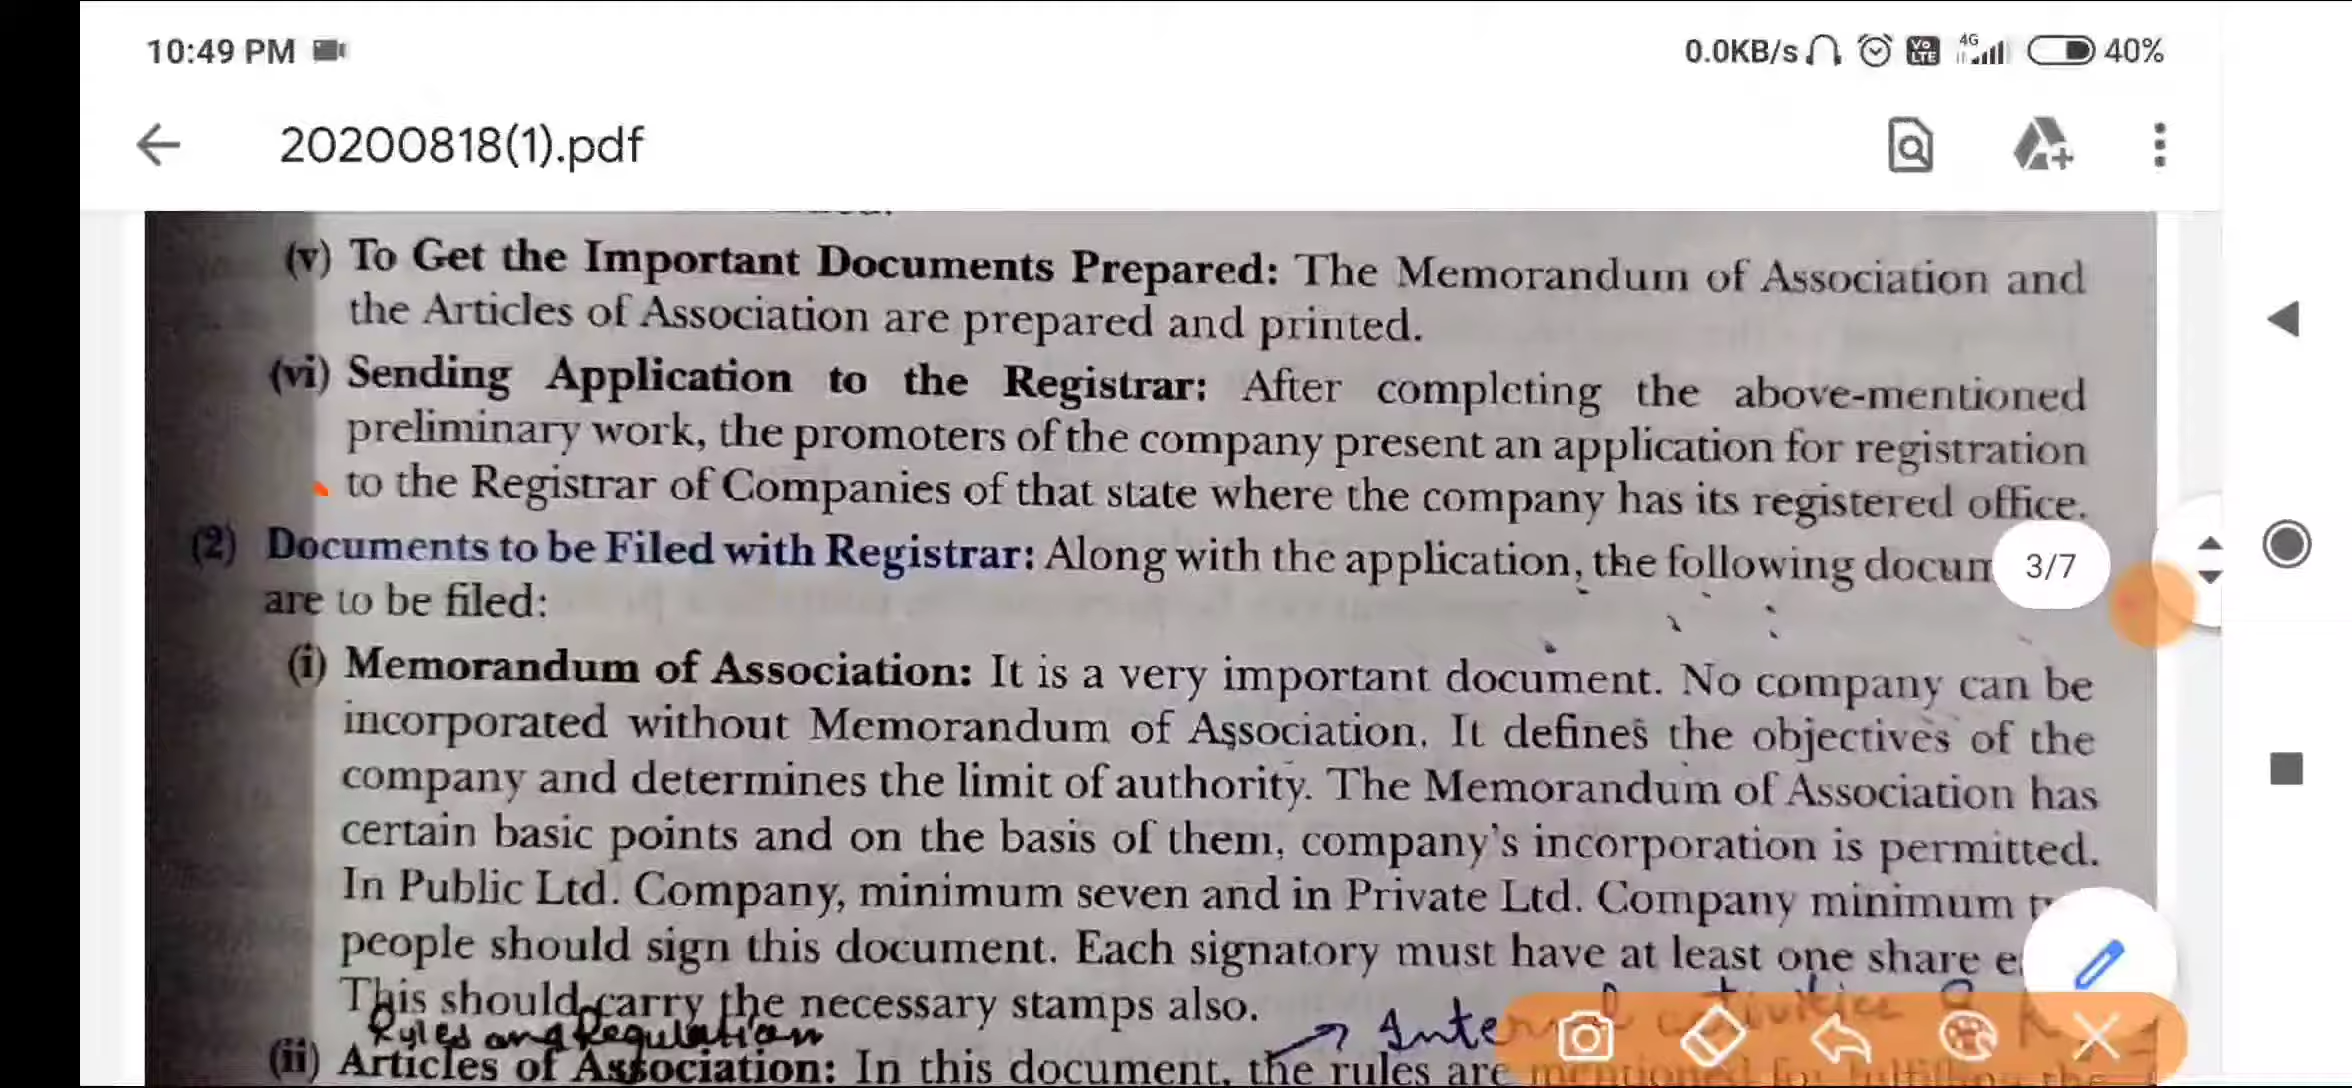 10:49 PM
0.0KB/s Vo LTE 4G 40%
20200818(1).pdf
(v) To Get the Important Documents Prepared: The Memorandum of Association and
the Articles of Association are prepared and printed.
(vi) Sending Application to the Registrar: After completing the above-mentioned
preliminary work, the promoters of the company present an application for registration
to the Registrar of Companies of that state where the company has its registered office.
(2) Documents to be Filed with Registrar: Along with the application, the following docum
3/7
are to be filed:
(i) Memorandum of Association: It is a very important document. No company can be
incorporated without Memorandum of Association. It defines the objectives of the
company and determines the limit of authority. The Memorandum of Association has
certain basic points and on the basis of them, company's incorporation is permitted.
In Public Ltd. Company, minimum seven and in Private Ltd. Company minimum
people should sign this document. Each signatory must have at least one share
This should carry the necessary stamps also.
Rules and Regulation
(ii) Articles of Association: In this document, the rules are mentioned for fulfilling the